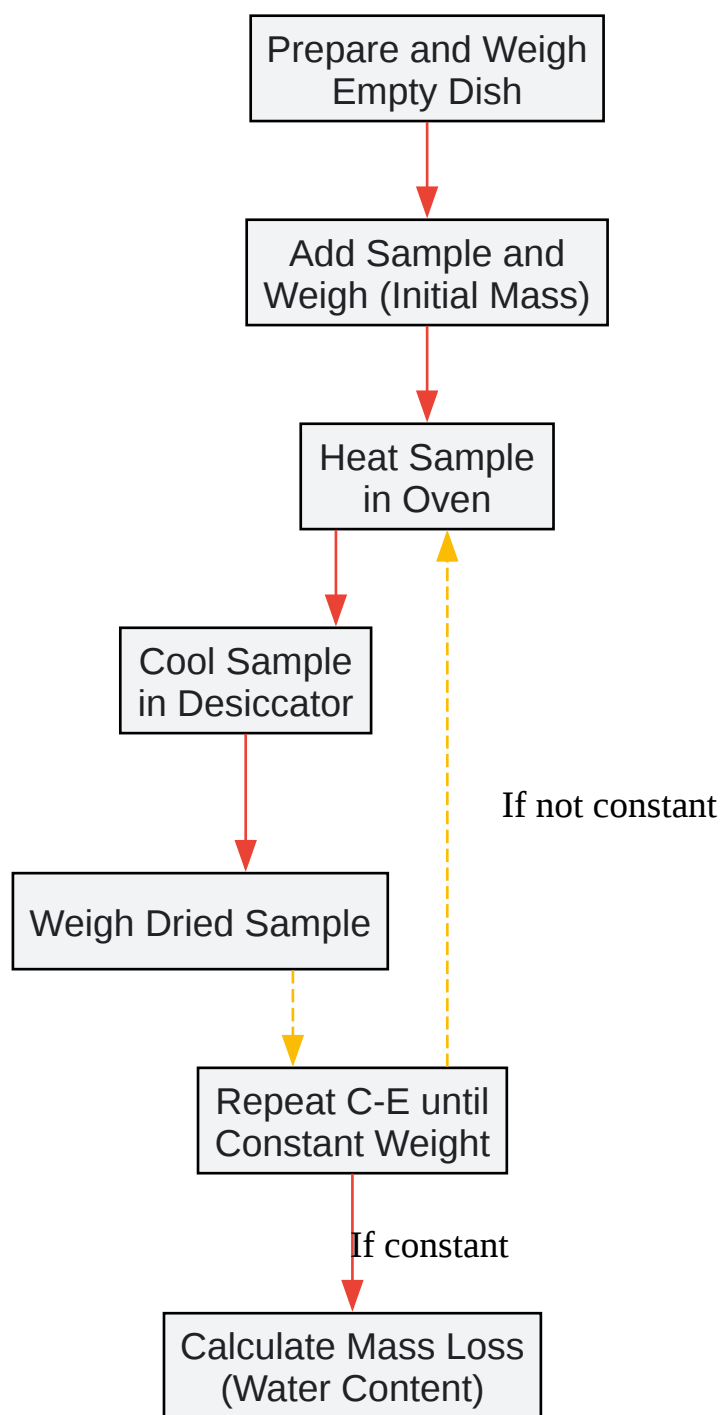 Prepare and Weigh
Empty Dish
Add Sample and
Weigh (Initial Mass)
Heat Sample
in Oven
Cool Sample
in Desiccator
If not constant
Weigh Dried Sample
Repeat C-E until
Constant Weight
If constant
Calculate Mass Loss
(Water Content)